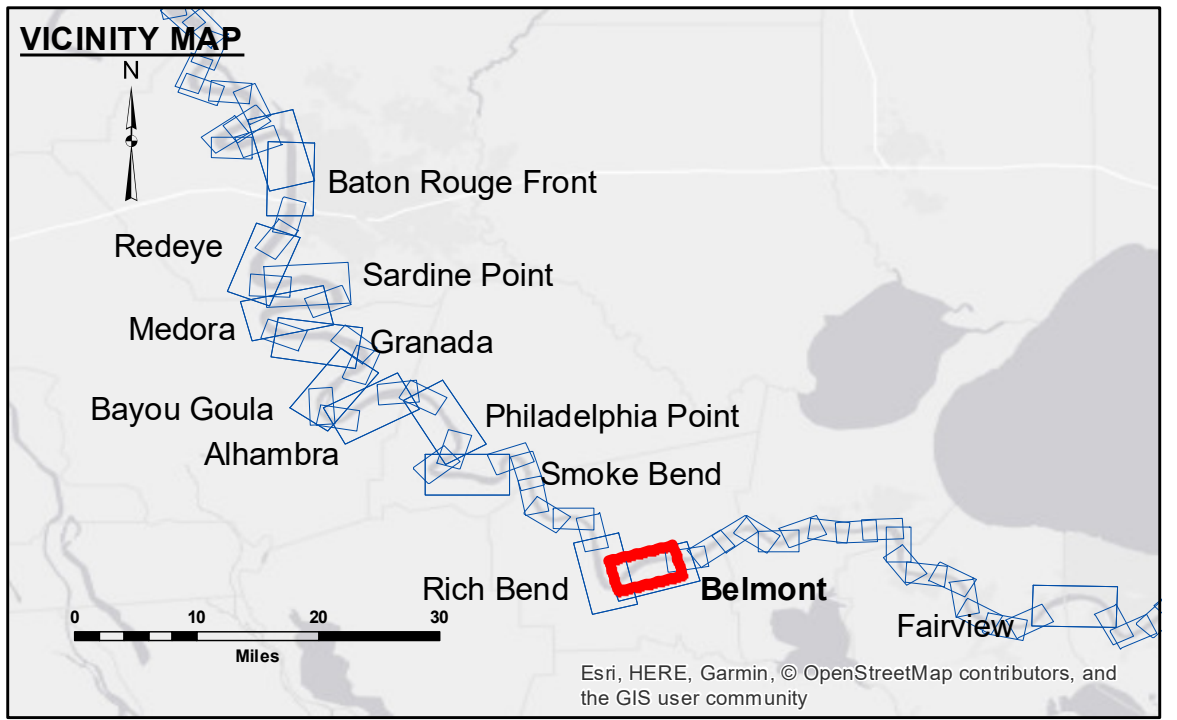 VICINITY MAP
N
Baton Rouge Front
Redeye
Sardine Point
Medora
Granada
Bayou Goula
Philadelphia Point
Alhambra
Smoke Bend
Rich Bend
Belmont
0 10 20 30
Miles
Fairview
Esri, HERE, Garmin, © OpenStreetMap contributors, and
the GIS user community